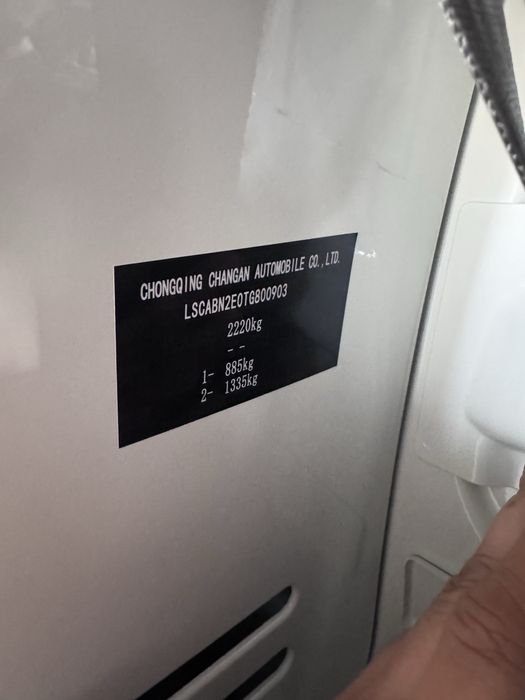 CHONGQING CHANGAN AUTOMOBILE CO.,LTD.
LSCABN2E0TG800903
2220kg
- -
1- 885kg
2- 1335kg